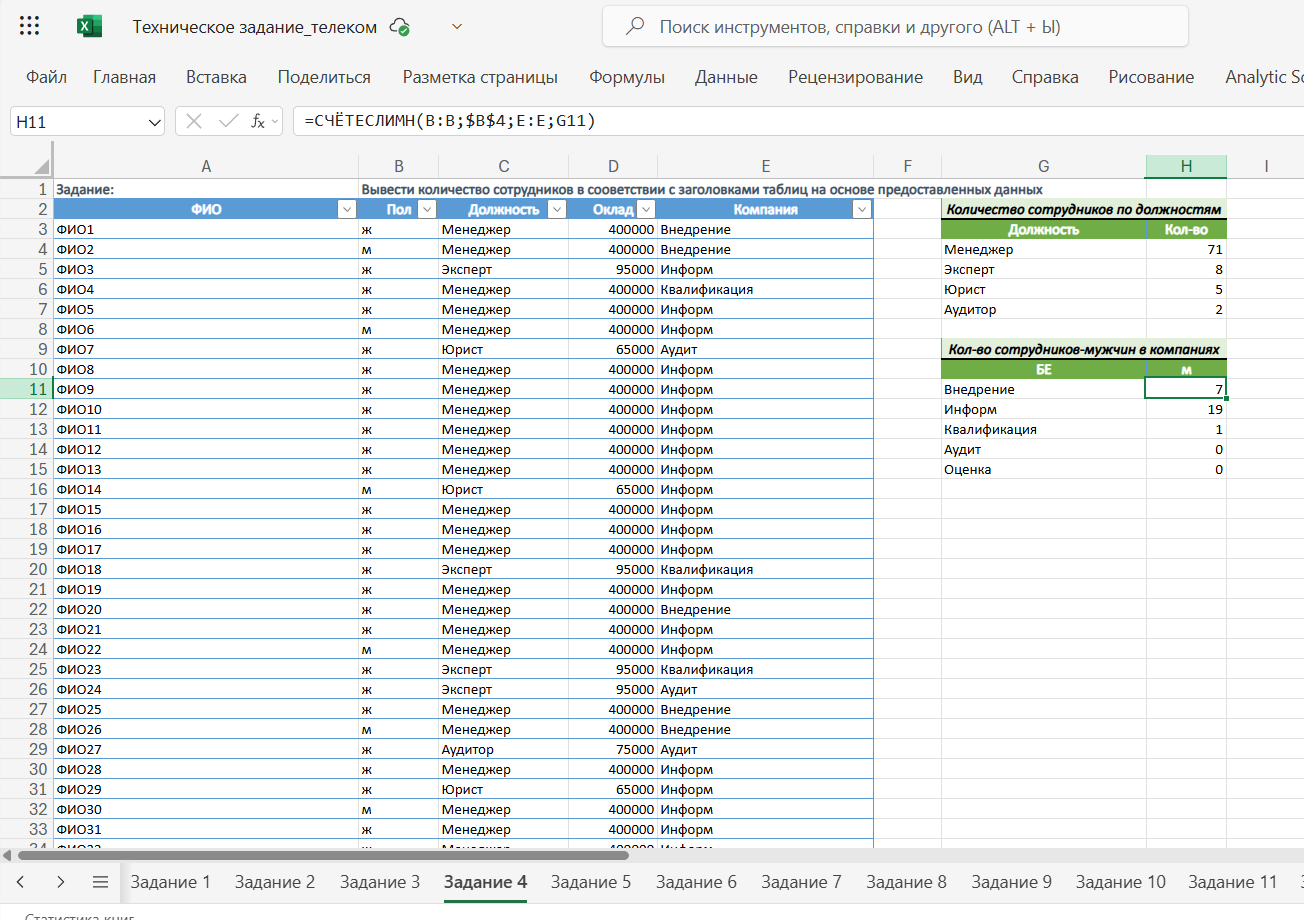 Техническое задание_телеком
Поиск инструментов, справки и другого (ALT + Ы)
Файл Главная Вставка Поделиться Разметка страницы Формулы Данные Рецензирование Вид Справка Рисование Analytic
H11 fx =СЧЁТЕСЛИМН(B:B;$B$4;E:E;G11)
A B C D E F G H I
1 Задание: Вывести количество сотрудников в сооветствии с заголовками таблиц на основе предоставленных данных
2 ФИО Пол Должность Оклад Компания Количество сотрудников по должностям
3 ФИО1 ж Менеджер 400000 Внедрение Должность Кол-во
4 ФИО2 м Менеджер 400000 Внедрение Менеджер 71
5 ФИО3 ж Эксперт 95000 Информ Эксперт 8
6 ФИО4 ж Менеджер 400000 Квалификация Юрист 5
7 ФИО5 ж Менеджер 400000 Информ Аудитор 2
8 ФИО6 м Менеджер 400000 Информ
9 ФИО7 ж Юрист 65000 Аудит Кол-во сотрудников-мужчин в компаниях
10 ФИО8 ж Менеджер 400000 Информ БЕ м
11 ФИО9 ж Менеджер 400000 Информ Внедрение 7
12 ФИО10 ж Менеджер 400000 Информ Информ 19
13 ФИО11 ж Менеджер 400000 Информ Квалификация 1
14 ФИО12 ж Менеджер 400000 Информ Аудит 0
15 ФИО13 ж Менеджер 400000 Информ Оценка 0
16 ФИО14 м Юрист 65000 Информ
17 ФИО15 ж Менеджер 400000 Информ
18 ФИО16 ж Менеджер 400000 Информ
19 ФИО17 ж Менеджер 400000 Информ
20 ФИО18 ж Эксперт 95000 Квалификация
21 ФИО19 ж Менеджер 400000 Информ
22 ФИО20 ж Менеджер 400000 Внедрение
23 ФИО21 ж Менеджер 400000 Информ
24 ФИО22 м Менеджер 400000 Информ
25 ФИО23 ж Эксперт 95000 Квалификация
26 ФИО24 ж Эксперт 95000 Аудит
27 ФИО25 ж Менеджер 400000 Внедрение
28 ФИО26 м Менеджер 400000 Внедрение
29 ФИО27 ж Аудитор 75000 Аудит
30 ФИО28 ж Менеджер 400000 Информ
31 ФИО29 ж Юрист 65000 Информ
32 ФИО30 м Менеджер 400000 Информ
33 ФИО31 ж Менеджер 400000 Информ
Задание 1 Задание 2 Задание 3 Задание 4 Задание 5 Задание 6 Задание 7 Задание 8 Задание 9 Задание 10 Задание 11
Статистика книг